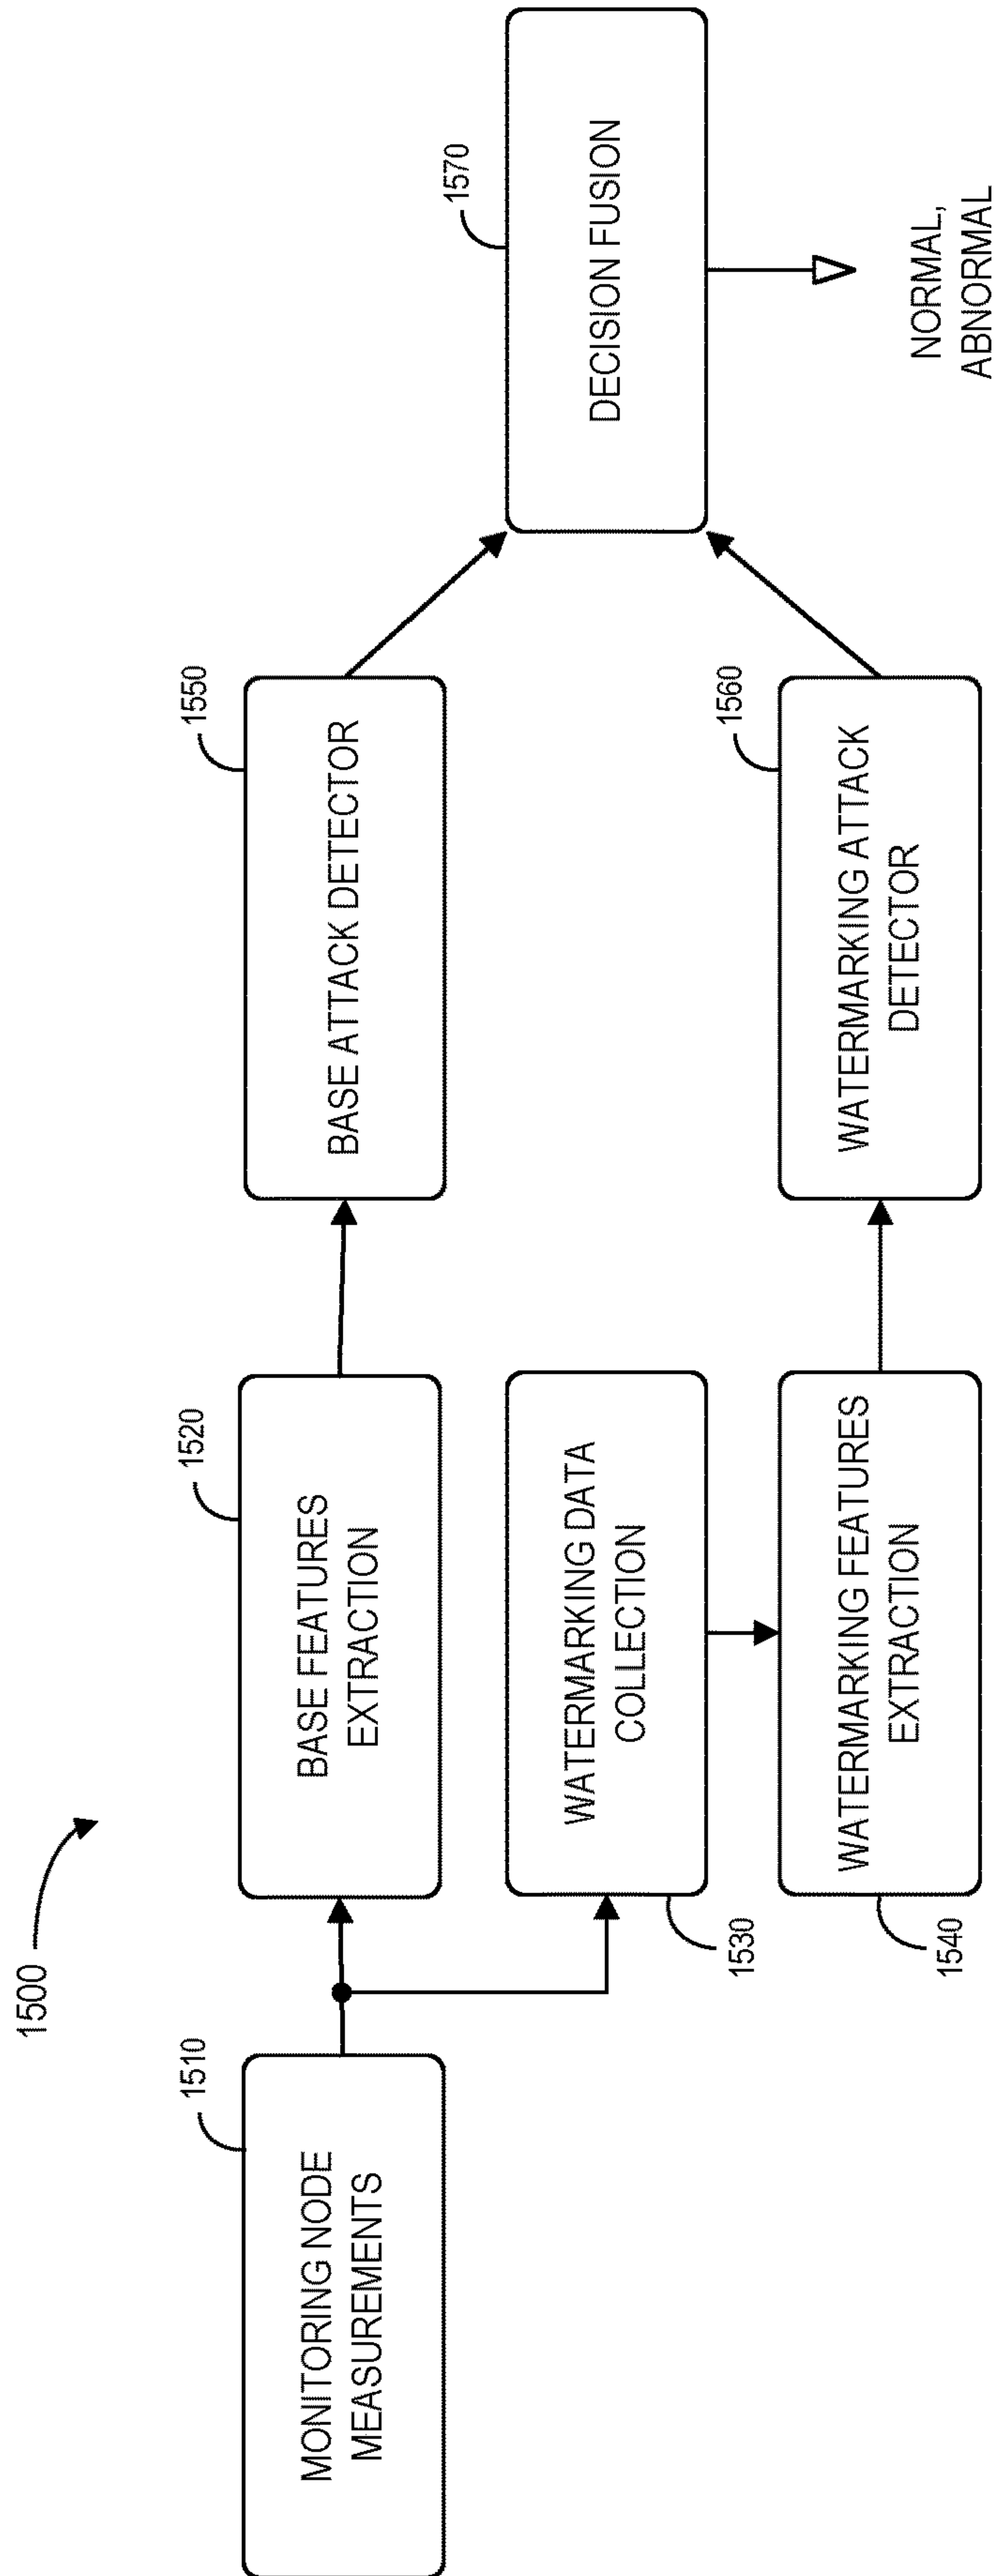 1500
1510
MONITORING NODE
MEASUREMENTS
1520
BASE FEATURES
EXTRACTION
WATERMARKING DATA
COLLECTION
1530
WATERMARKING FEATURES
EXTRACTION
1540
1550
BASE ATTACK DETECTOR
1560
WATERMARKING ATTACK
DETECTOR
1570
DECISION FUSION
NORMAL,
ABNORMAL